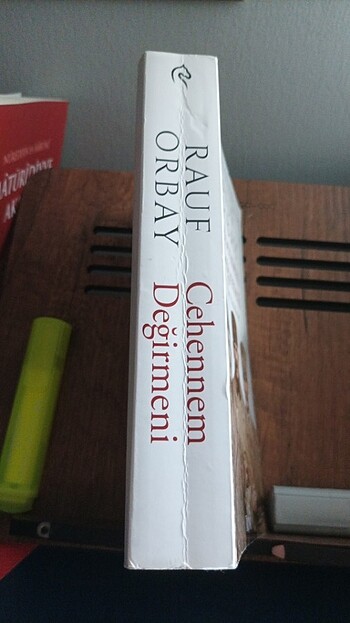 RAUF
ORBAY
Cehennem
Değirmeni